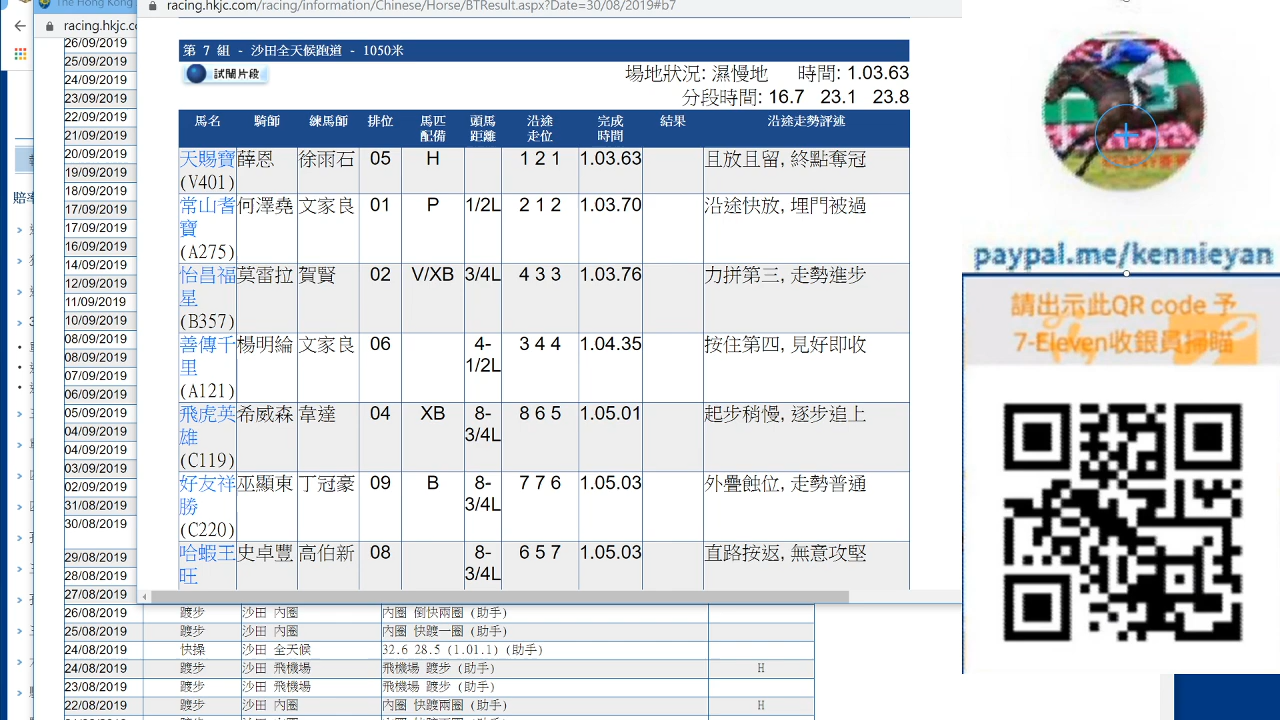 The Hong Kong
racing.hkjc.com/racing/information/Chinese/Horse/BTResult.aspx?Date=30/08/2019#b7
racing.hkjc.c
第 7 組 - 沙田全天候跑道 - 1050米
試閘片段
場地狀況: 濕慢地 時間: 1.03.63
分段時間: 16.7 23.1 23.8
馬名 騎師 練馬師 排位 馬匹配備 頭馬距離 沿途走位 完成時間 結果 沿途走勢評述
天賜寶 (V401) 薛恩 徐雨石 05 H 1 2 1 1.03.63 且放且留, 終點奪冠
常山耆寶 (A275) 何澤堯 文家良 01 P 1/2L 2 1 2 1.03.70 沿途快放, 埋門被過
怡昌福星 (B357) 莫雷拉 賀賢 02 V/XB 3/4L 4 3 3 1.03.76 力拼第三, 走勢進步
善傳千里 (A121) 楊明綸 文家良 06 4-1/2L 3 4 4 1.04.35 按住第四, 見好即收
飛虎英雄 (C119) 希威森 韋達 04 XB 8-3/4L 8 6 5 1.05.01 起步稍慢, 逐步追上
好友祥勝 (C220) 巫顯東 丁冠豪 09 B 8-3/4L 7 7 6 1.05.03 外疊蝕位, 走勢普通
哈蝦王旺 史卓豐 高伯新 08 8-3/4L 6 5 7 1.05.03 直路按返, 無意攻堅
26/09/2019
25/09/2019
24/09/2019
23/09/2019
22/09/2019
21/09/2019
20/09/2019
19/09/2019
18/09/2019
17/09/2019
17/09/2019
16/09/2019
14/09/2019
12/09/2019
11/09/2019
10/09/2019
08/09/2019
08/09/2019
07/09/2019
06/09/2019
05/09/2019
04/09/2019
04/09/2019
03/09/2019
02/09/2019
31/08/2019
30/08/2019
29/08/2019
28/08/2019
27/08/2019
26/08/2019 踱步 沙田 內圈 內圈 倒快兩圈 (助手)
25/08/2019 踱步 沙田 內圈 內圈 快踱一圈 (助手)
24/08/2019 快操 沙田 全天候 32.6 28.5 (1.01.1) (助手)
24/08/2019 踱步 沙田 飛機場 飛機場 踱步 (助手) H
23/08/2019 踱步 沙田 飛機場 飛機場 踱步 (助手)
22/08/2019 踱步 沙田 內圈 內圈 快踱兩圈 (助手) H
paypal.me/kennieyan
請出示此QR code 予
7-Eleven收銀員掃瞄